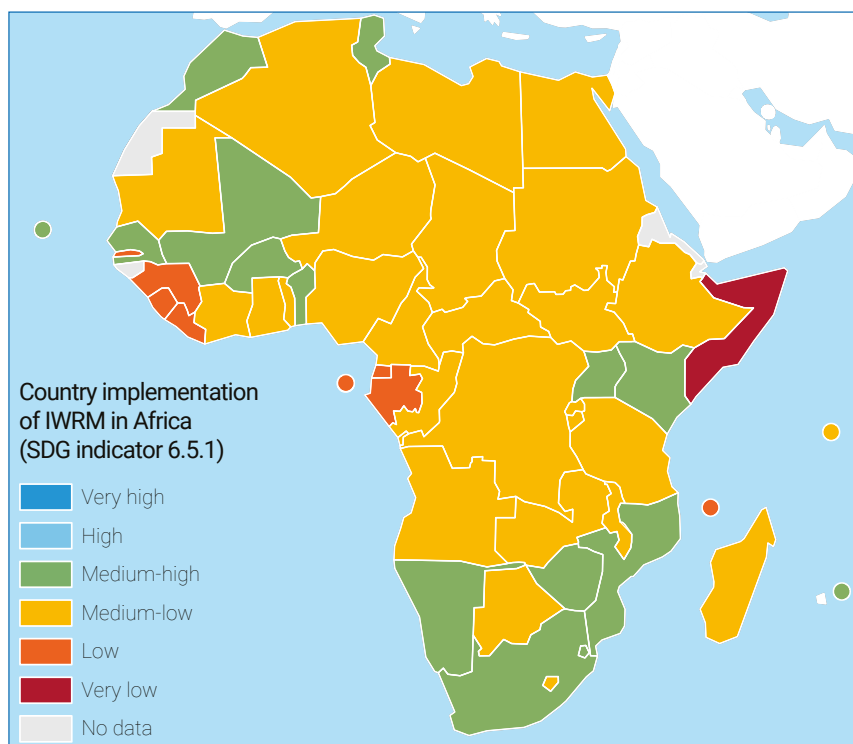 Country implementation
of IWRM in Africa
(SDG indicator 6.5.1)
Very high
High
Medium-high
Medium-low
Low
Very low
No data